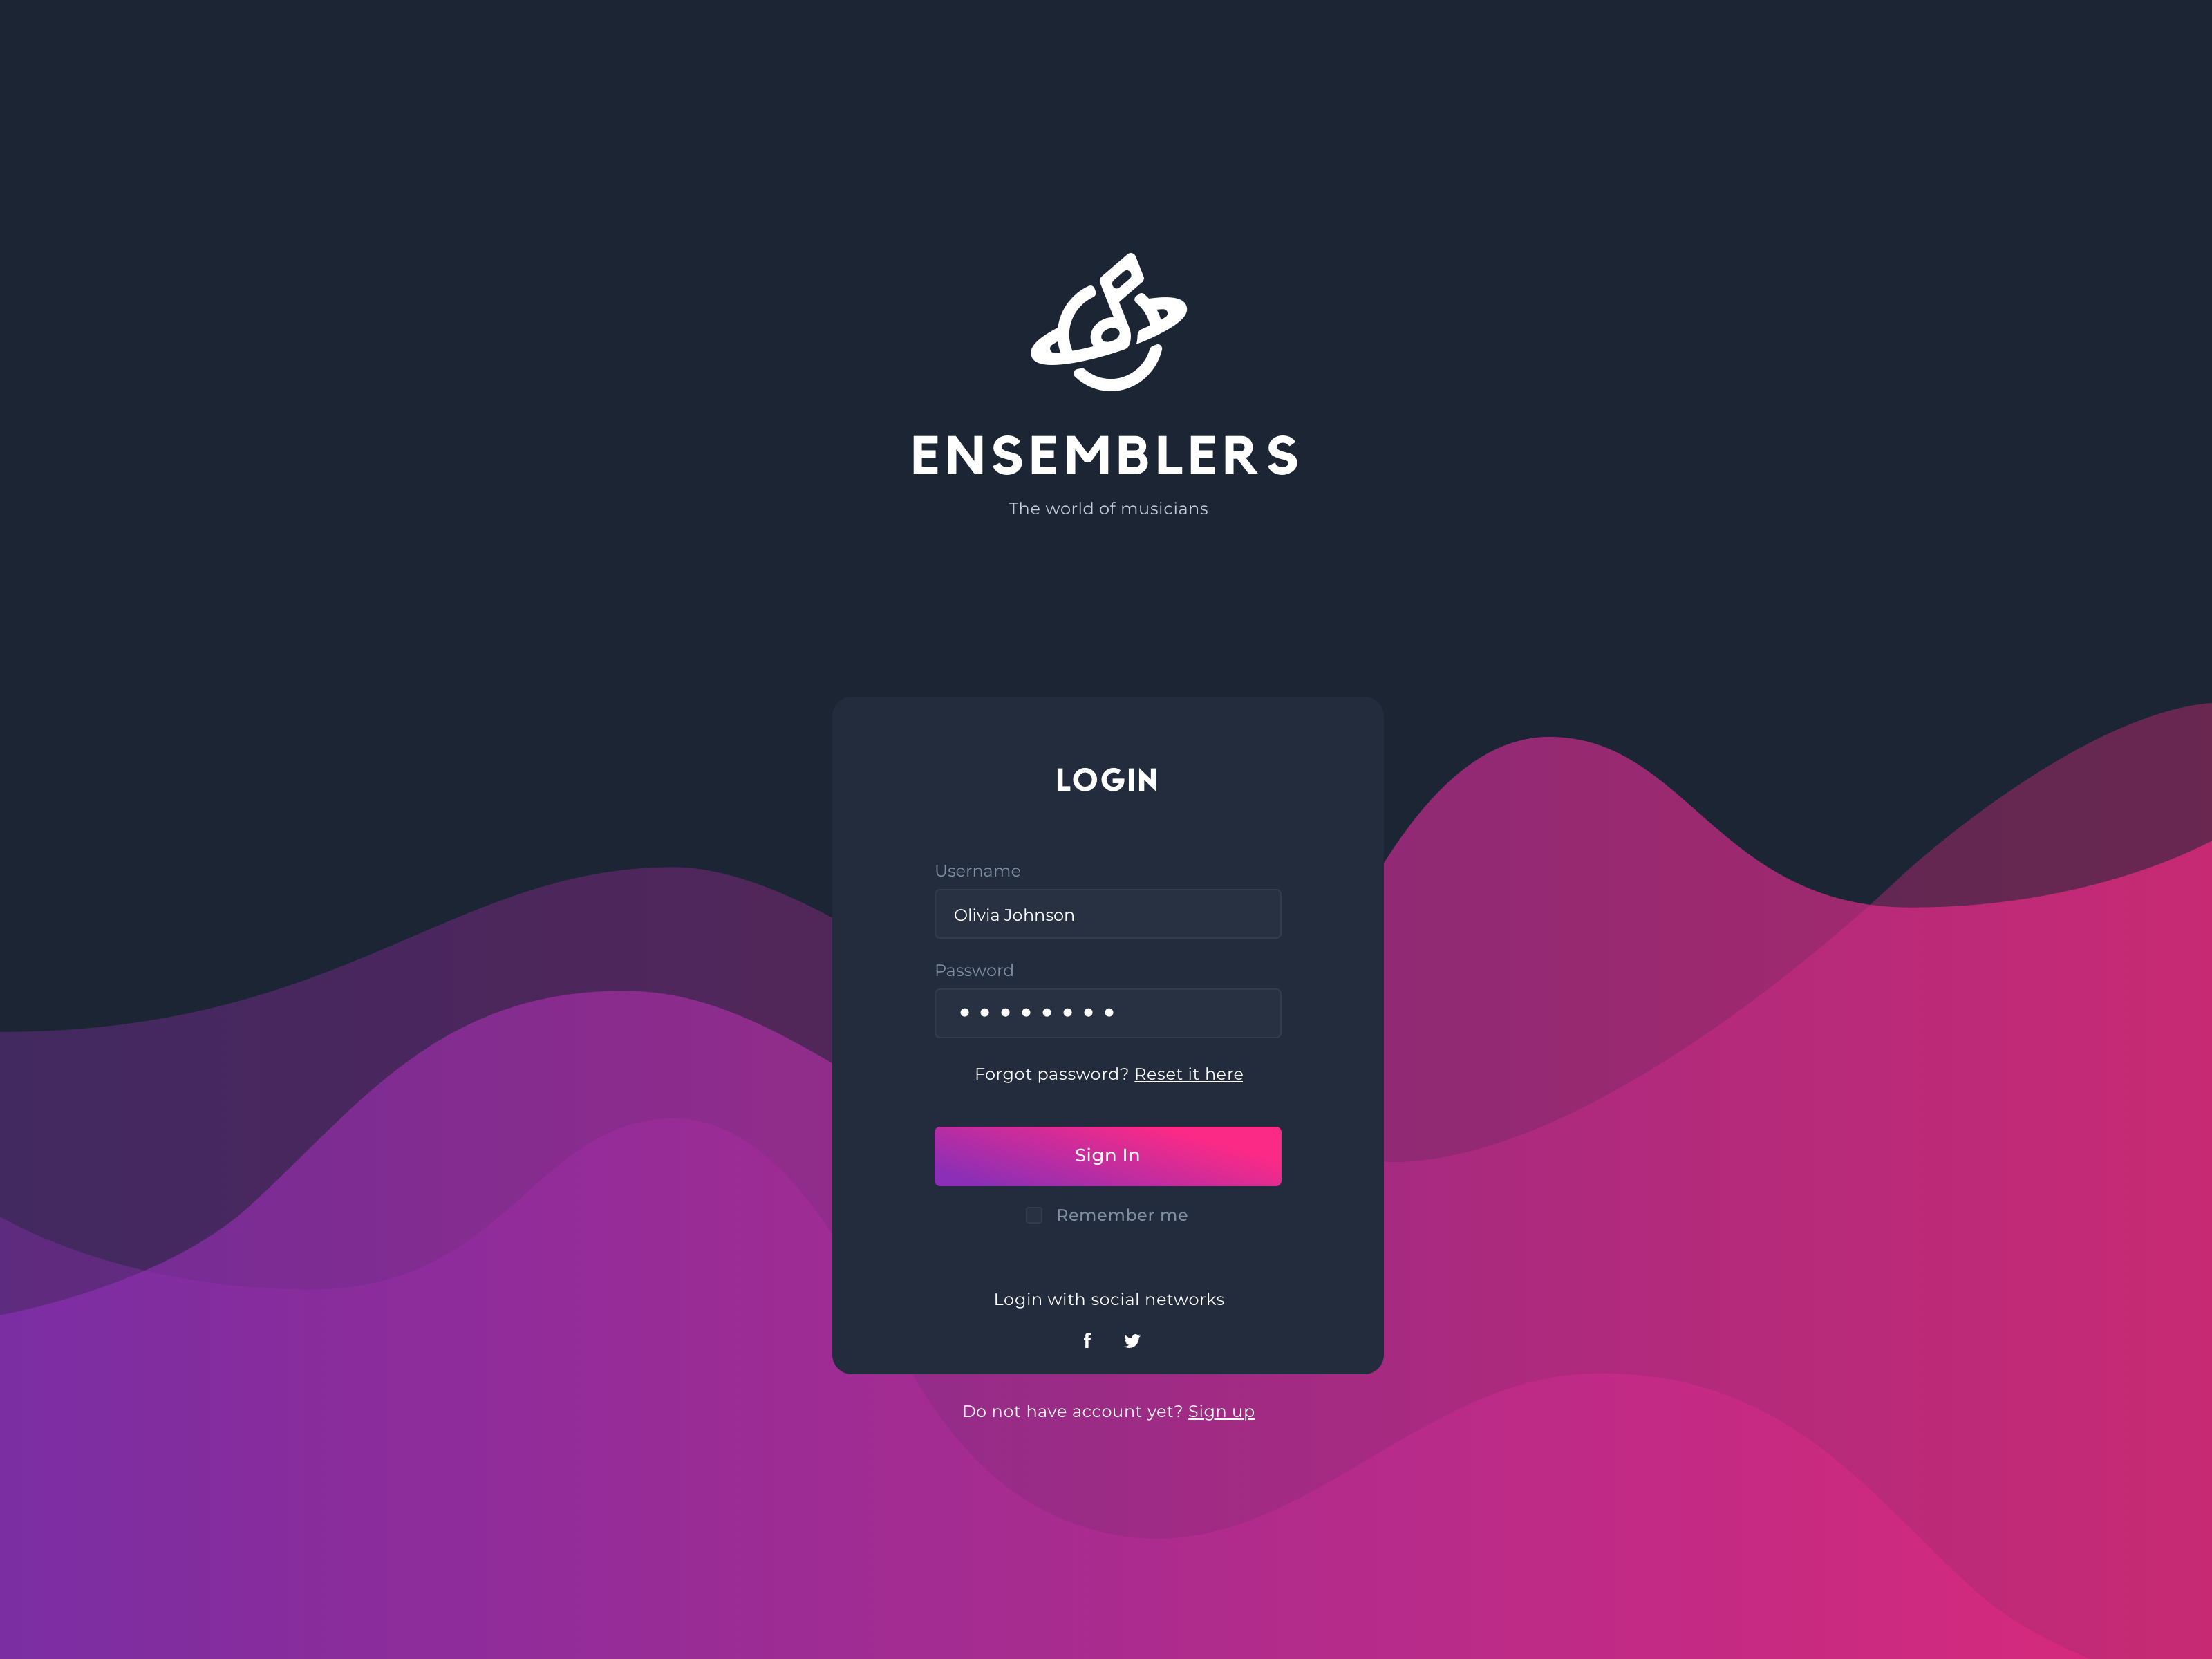 ENSEMBLERS
The world of musicians
LOGIN
Username
Olivia Johnson
Password
Forgot password? Reset it here
Sign In
Remember me
Login with social networks
Do not have account yet? Sign up